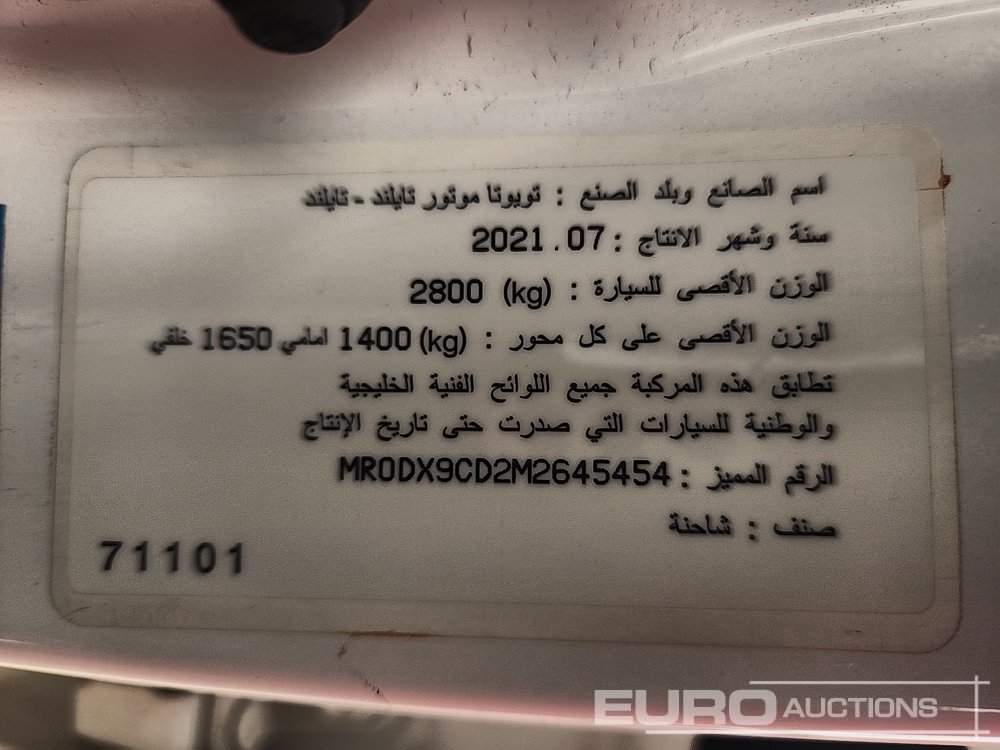 اسم الصانع وبلد الصنع : تويوتا موتور تايلند - تايلند
سنة وشهر الانتاج : 2021.07
الوزن الأقصى للسيارة : (kg) 2800
الوزن الأقصى على كل محور : (kg) 1400 امامي 1650 خلفي
تطابق هذه المركبة جميع اللوائح الفنية الخليجية
والوطنية للسيارات التي صدرت حتى تاريخ الإنتاج
الرقم المميز : MR0DX9CD2M2645454
صنف : شاحنة
71101
EURO AUCTIONS